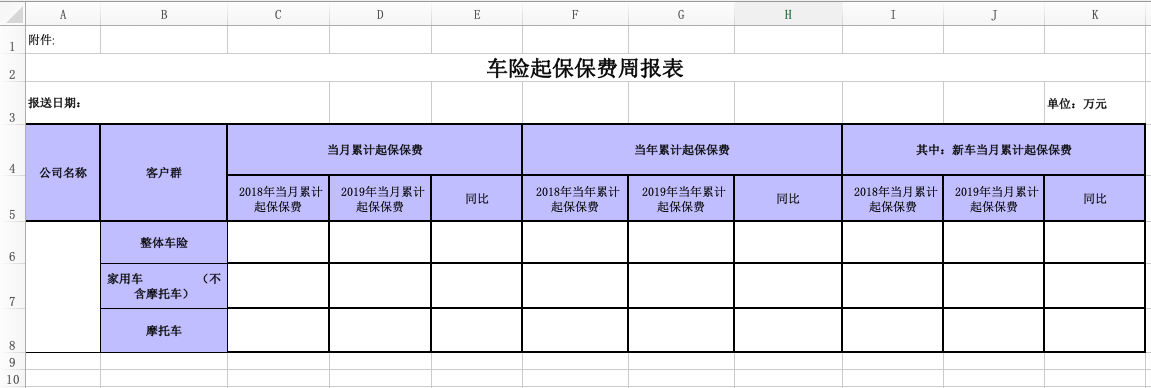 A B C D E F G H I J K
1 附件:
2 车险起保保费周报表
3 报送日期: 单位: 万元
4 公司名称 客户群 当月累计起保保费 当年累计起保保费 其中: 新车当月累计起保保费
2018年当月累计 2019年当月累计 同比 2018年当年累计 2019年当年累计 同比 2018年当月累计 2019年当月累计 同比
5 起保保费 起保保费 起保保费 起保保费 起保保费 起保保费
6 整体车险
家用车 （不
7 含摩托车）
8 摩托车
9
10